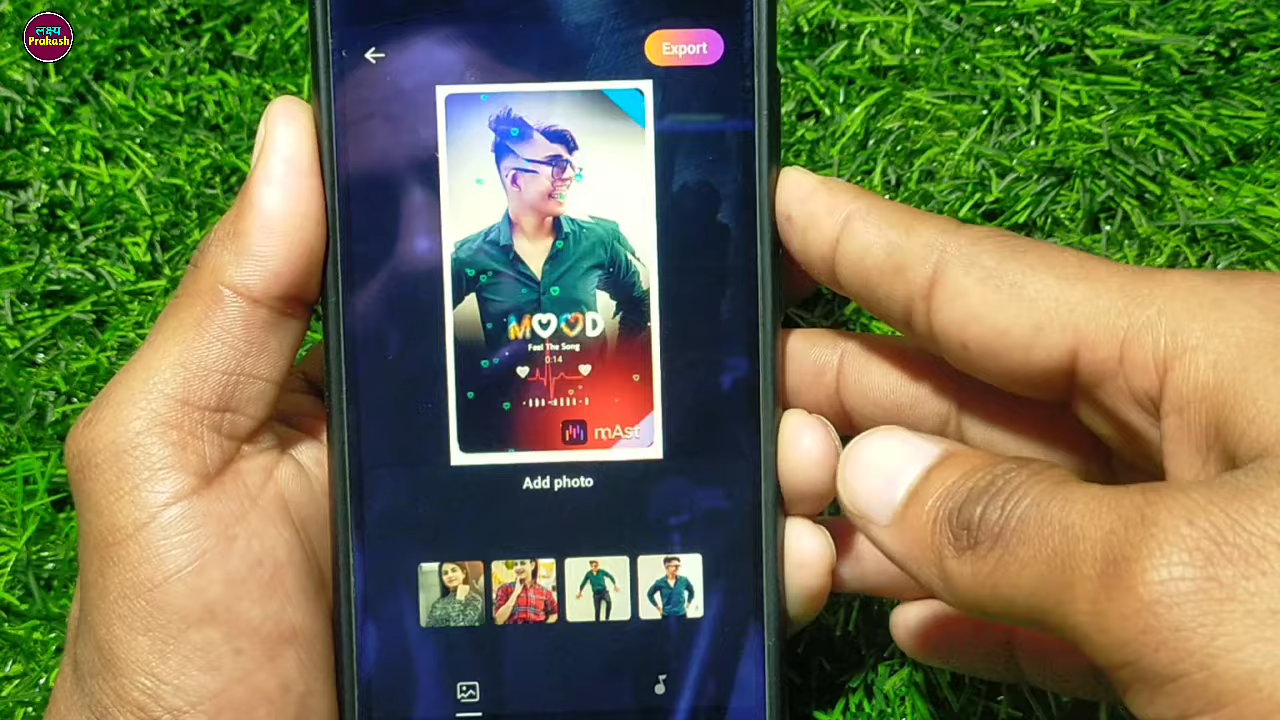 लक्ष्य
Prakash
Export
MOOD
Feel The Song
0:14
mAst
Add photo